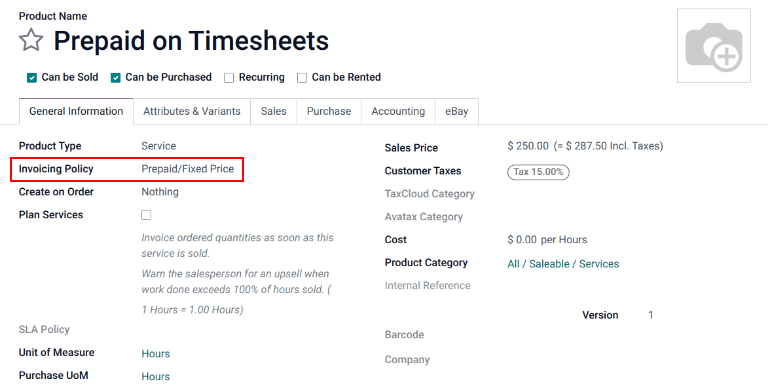 Product Name
Prepaid on Timesheets
Can be Sold Can be Purchased Recurring Can be Rented
General Information Attributes & Variants Sales Purchase Accounting eBay
Product Type Service
Invoicing Policy Prepaid/Fixed Price
Create on Order Nothing
Plan Services
Invoice ordered quantities as soon as this
service is sold.
Warn the salesperson for an upsell when
work done exceeds 100% of hours sold. (
1 Hours = 1.00 Hours)
SLA Policy
Unit of Measure Hours
Purchase UoM Hours
Sales Price $ 250.00 (= $ 287.50 Incl. Taxes)
Customer Taxes Tax 15.00%
TaxCloud Category
Avatax Category
Cost $ 0.00 per Hours
Product Category All / Saleable / Services
Internal Reference
Version 1
Barcode
Company